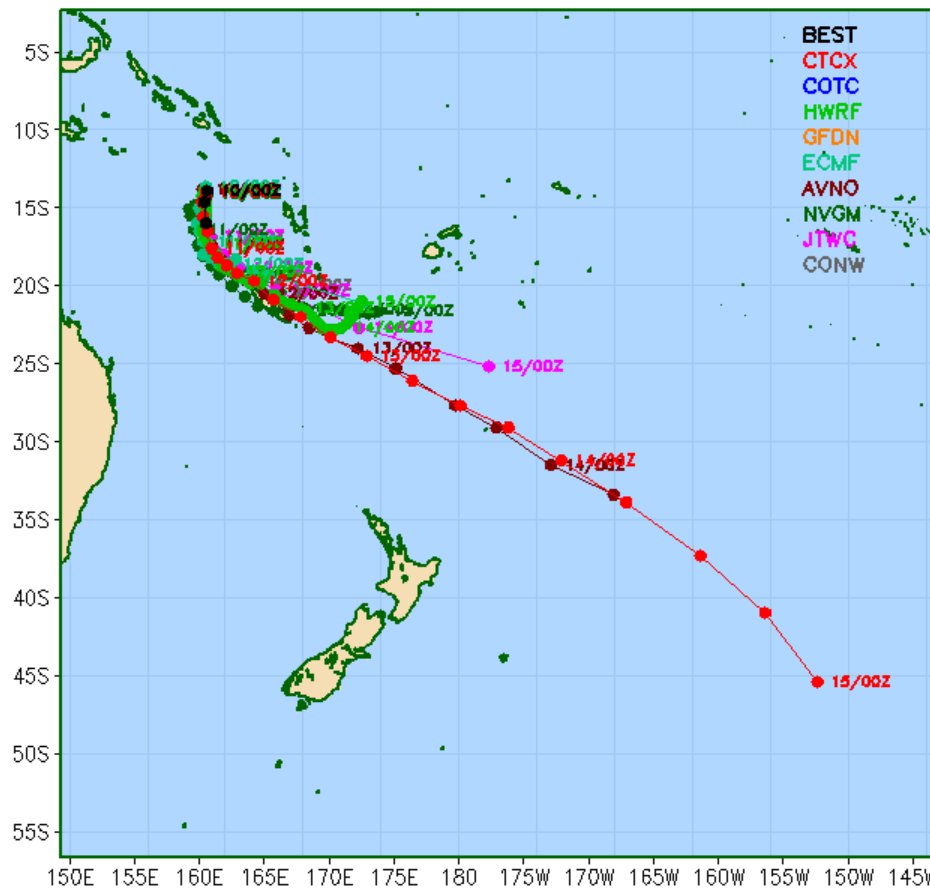 BEST
CTCX
COTC
HWRF
GFDN
ECMF
AVNO
NVGM
JTWC
CONW
5S
10S
15S
20S
25S
30S
35S
40S
45S
50S
55S
10/00Z
11/00Z
15/00Z
13/00Z
15/00Z
15/00Z
14/00Z
14/00Z
15/00Z
150E
155E
160E
165E
170E
175E
180
175W
170W
165W
160W
155W
150W